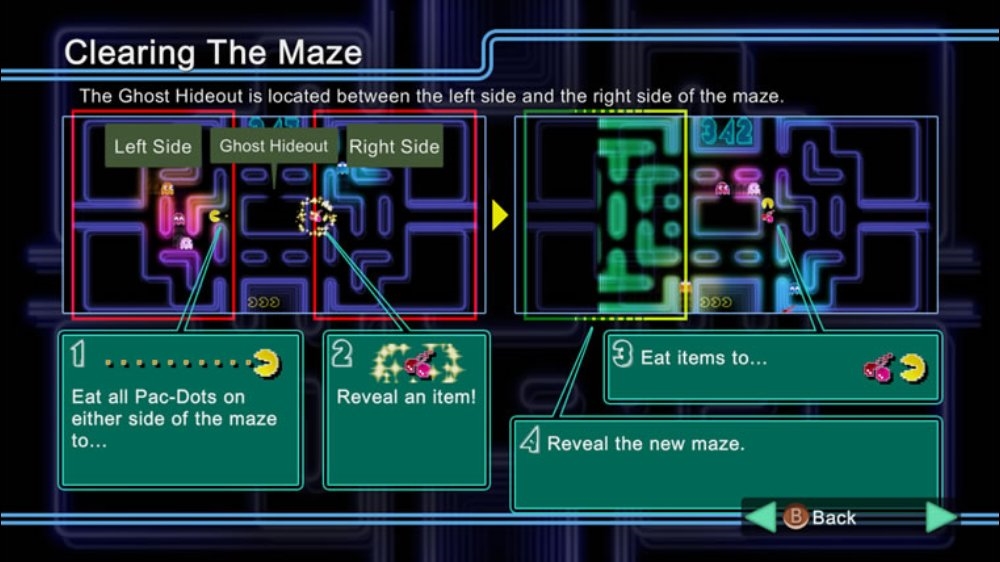 Clearing The Maze
The Ghost Hideout is located between the left side and the right side of the maze.
Left Side
Ghost Hideout
Right Side
342
1
Eat all Pac-Dots on
either side of the maze
to...
2
Reveal an item!
3 Eat items to...
4 Reveal the new maze.
B Back